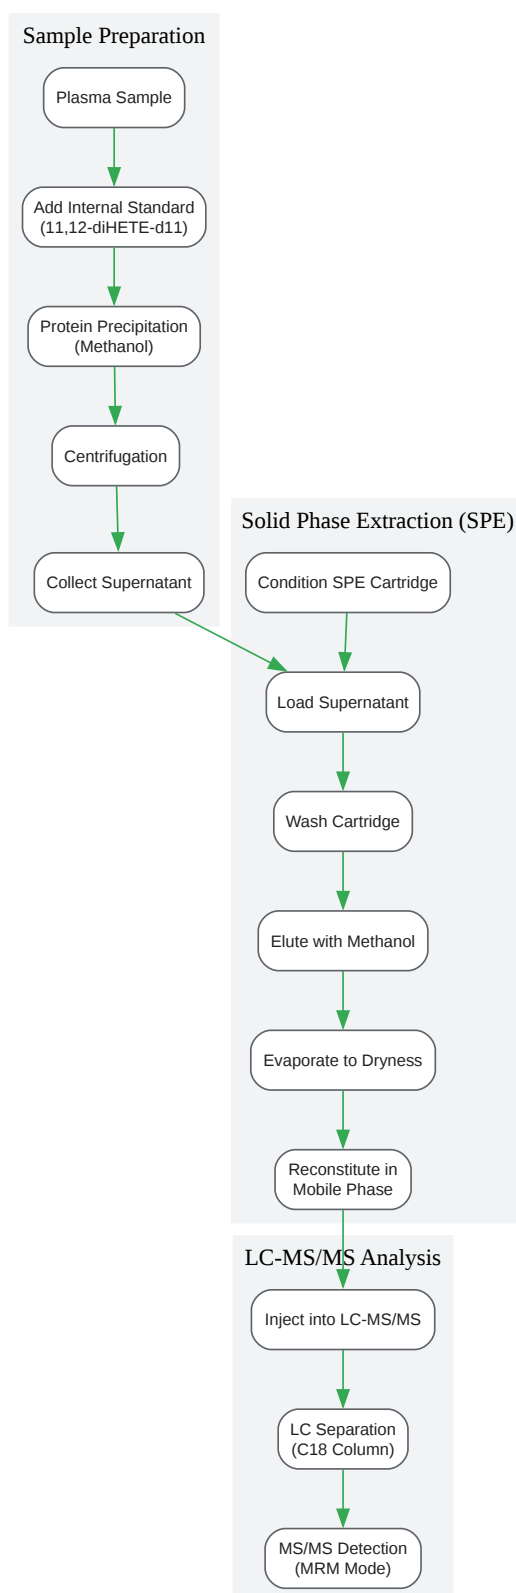 Sample Preparation
Plasma Sample
Add Internal Standard
(11,12-diHETE-d11)
Protein Precipitation
(Methanol)
Centrifugation
Collect Supernatant
Solid Phase Extraction (SPE)
Condition SPE Cartridge
Load Supernatant
Wash Cartridge
Elute with Methanol
Evaporate to Dryness
Reconstitute in
Mobile Phase
LC-MS/MS Analysis
Inject into LC-MS/MS
LC Separation
(C18 Column)
MS/MS Detection
(MRM Mode)